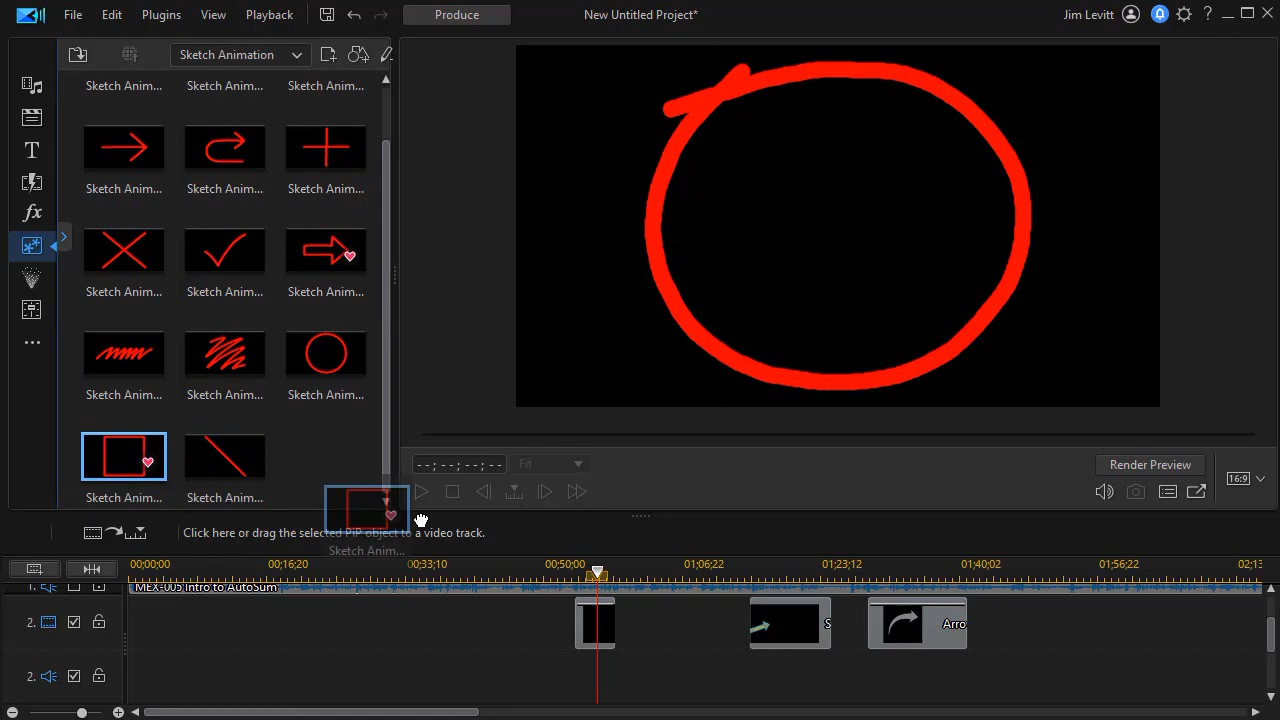 File Edit Plugins View Playback Produce New Untitled Project* Jim Levitt ?
Sketch Animation
Sketch Anim... Sketch Anim... Sketch Anim...
T
Sketch Anim... Sketch Anim... Sketch Anim...
fx
Sketch Anim... Sketch Anim... Sketch Anim...
Sketch Anim... Sketch Anim... Sketch Anim...
Sketch Anim... Sketch Anim...
--;--;--;-- Fit Render Preview
16:9
Click here or drag the selected PiP object to a video track.
Sketch Anim...
00;00;00 00;16;20 00;33;10 00;50;00 01;06;22 01;23;12 01;40;02 01;56;22 02;13
1. MEX-005 Intro to AutoSum
2. S Arro
2.